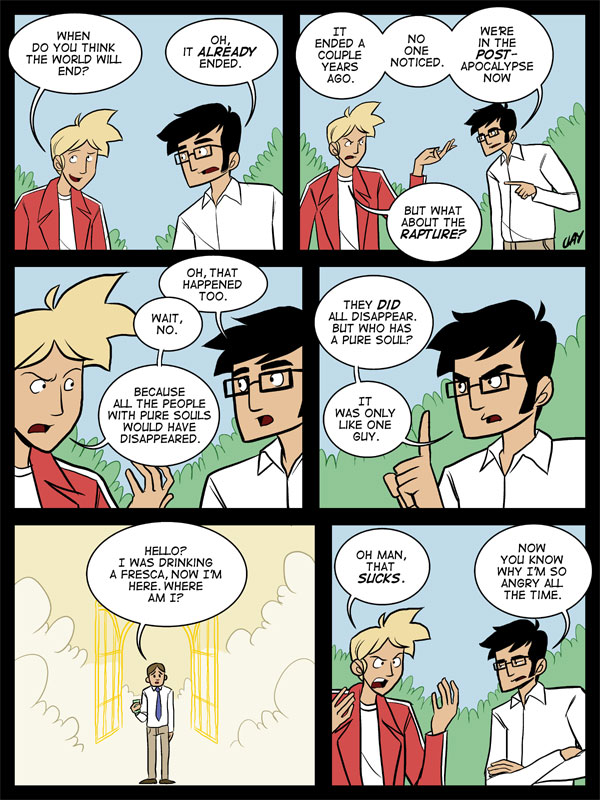 WHEN
DO YOU THINK
THE WORLD WILL
END?
OH,
IT ALREADY
ENDED.
IT
ENDED A
COUPLE
YEARS
AGO.
NO
ONE
NOTICED.
WE'RE
IN THE
POST-
APOCALYPSE
NOW
BUT WHAT
ABOUT THE
RAPTURE?
CLAY
OH, THAT
HAPPENED
TOO.
WAIT,
NO.
BECAUSE
ALL THE PEOPLE
WITH PURE SOULS
WOULD HAVE
DISAPPEARED.
THEY DID
ALL DISAPPEAR.
BUT WHO HAS
A PURE SOUL?
IT
WAS ONLY
LIKE ONE
GUY.
HELLO?
I WAS DRINKING
A FRESCA, NOW I'M
HERE. WHERE
AM I?
OH MAN,
THAT
SUCKS.
NOW
YOU KNOW
WHY I'M SO
ANGRY ALL
THE TIME.